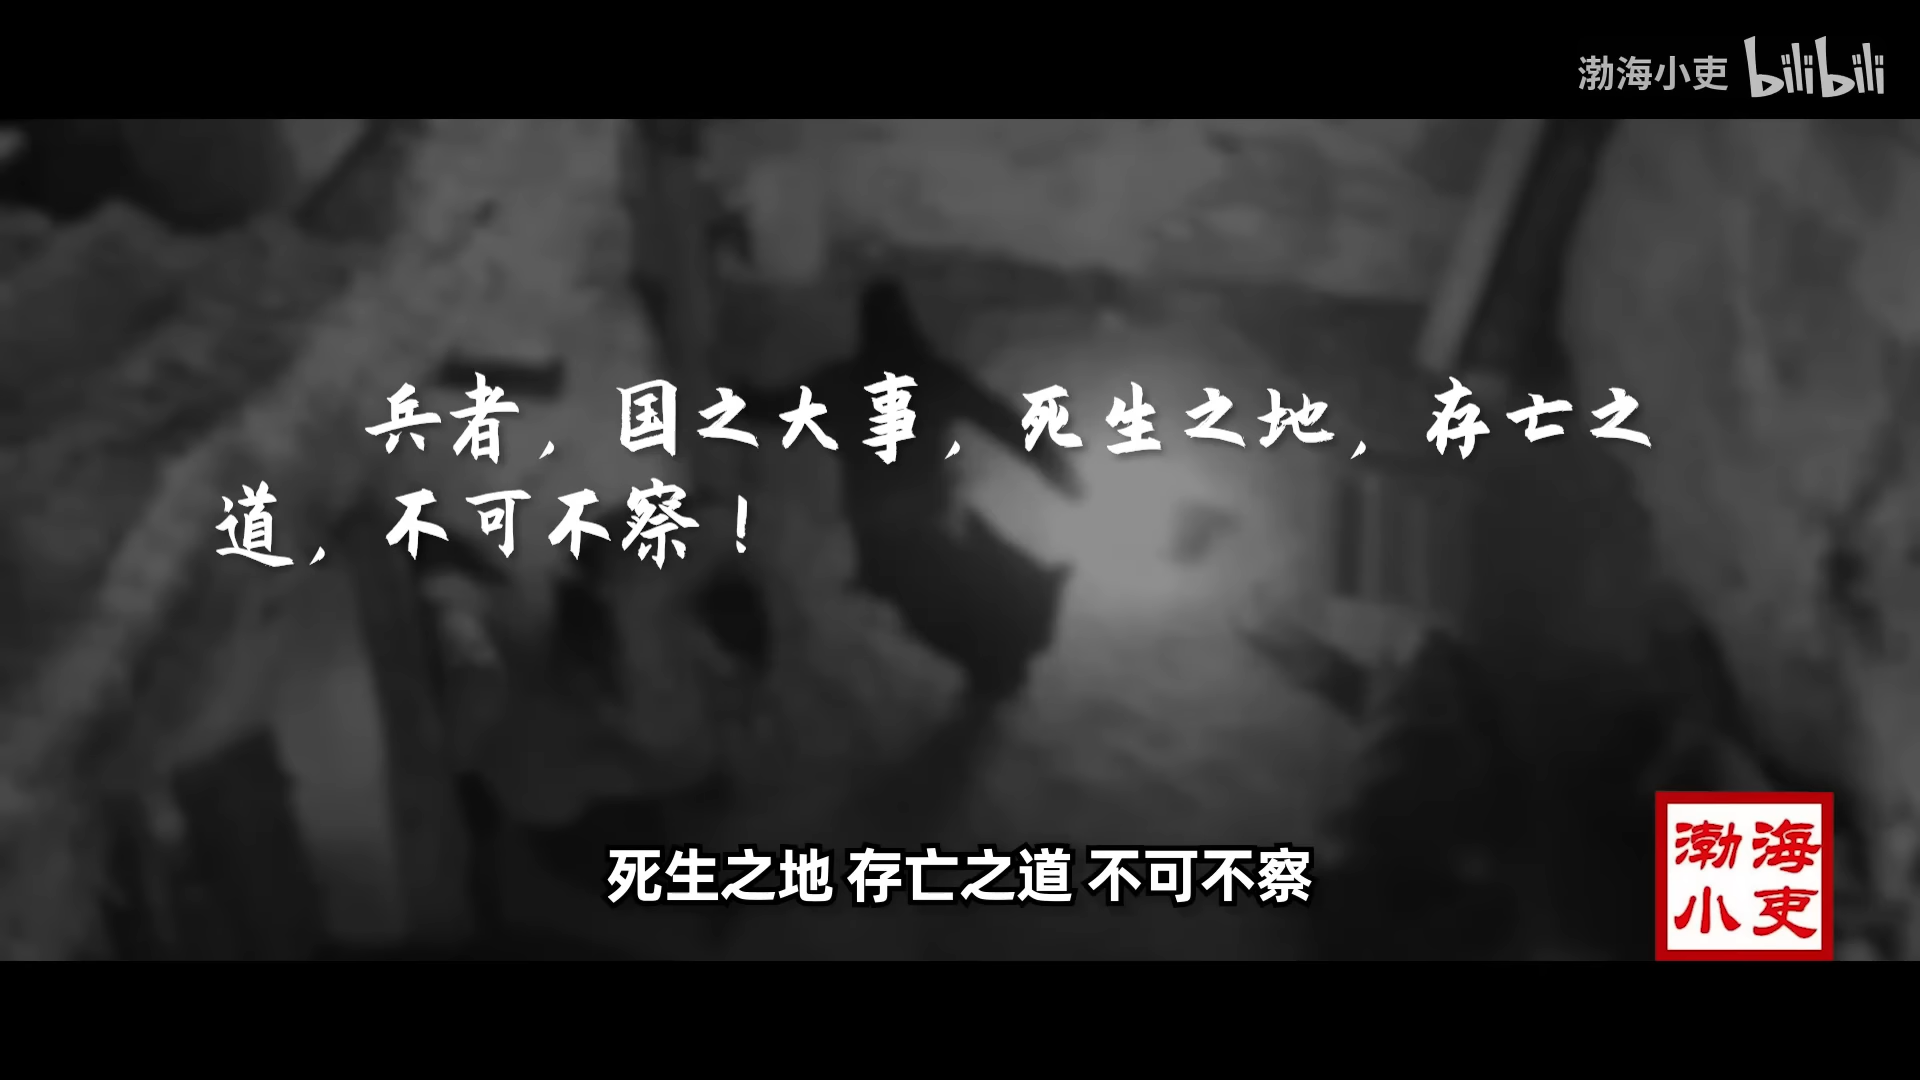 渤海小吏 bilibili
兵者，国之大事，死生之地，存亡之
道，不可不察！
死生之地 存亡之道 不可不察
渤海
小吏